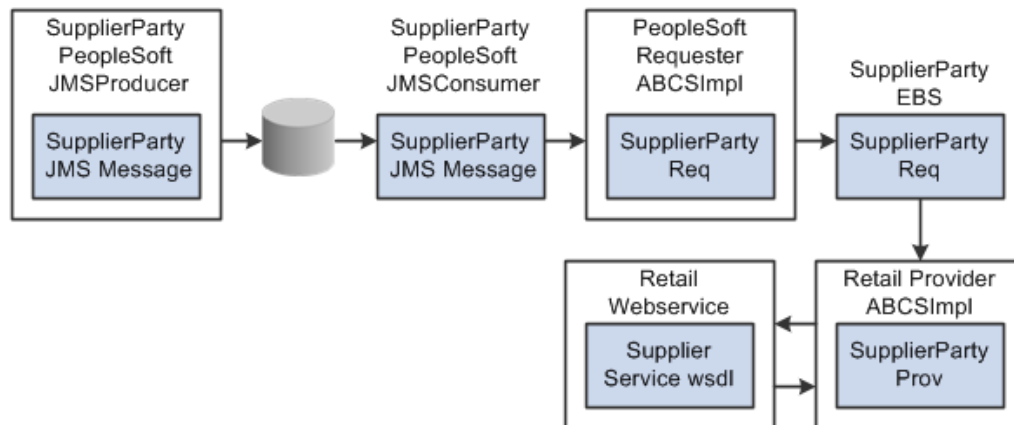 SupplierParty
PeopleSoft
JMSProducer
SupplierParty
JMS Message
SupplierParty
PeopleSoft
JMSConsumer
SupplierParty
JMS Message
PeopleSoft
Requester
ABCSImpl
SupplierParty
Req
SupplierParty
EBS
SupplierParty
Req
Retail
Webservice
Supplier
Service wsdl
Retail Provider
ABCSImpl
SupplierParty
Prov